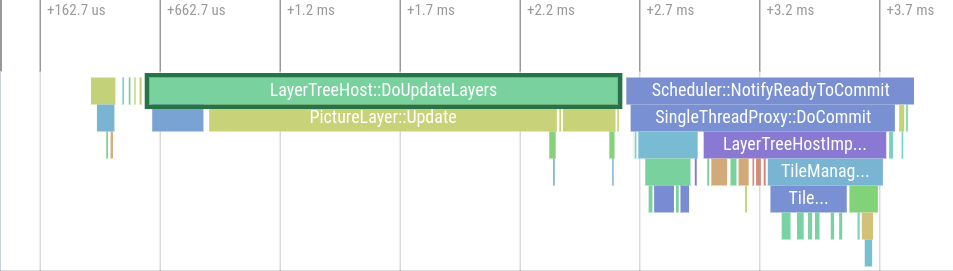 +162.7 us +662.7 us +1.2 ms +1.7 ms +2.2 ms +2.7 ms +3.2 ms +3.7 ms
LayerTreeHost::DoUpdateLayers Scheduler::NotifyReadyToCommit
PictureLayer::Update SingleThreadProxy::DoCommit
LayerTreeHostImp...
TileManag...
Tile...